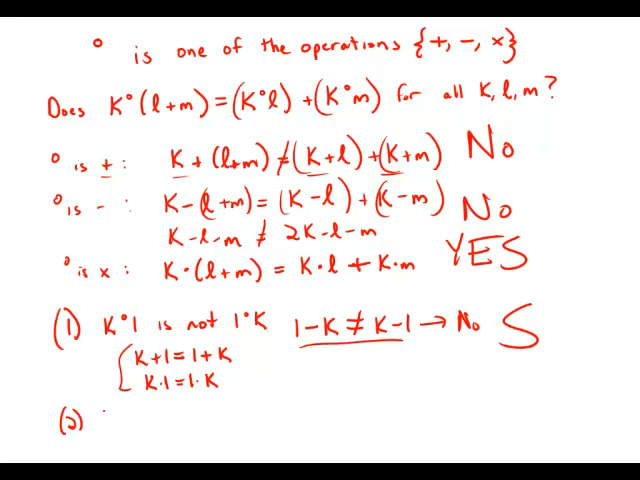 ° is one of the operations {+, -, x}
Does K°(l+m) = (K°l) + (K°m) for all K, l, m?
° is +: K + (l+m) ≠ (K+l) + (K+m) No
° is - : K-(l+m) = (K-l) + (K-m) No
K-l-m ≠ 2K-l-m
° is x: K·(l+m) = K·l + K·m YES
(1) K°1 is not 1°K 1-K ≠ K-1 → No S
K+1 = 1+K
K·1 = 1·K
(2)